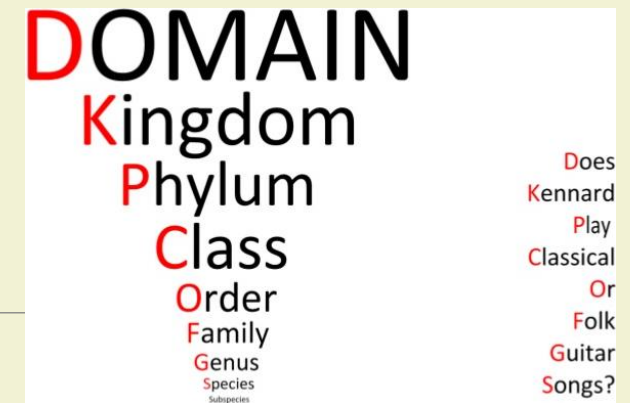 DOMAIN
Kingdom
Phylum
Class
Order
Family
Genus
Species
Subspecies
Does
Kennard
Play
Classical
Or
Folk
Guitar
Songs?